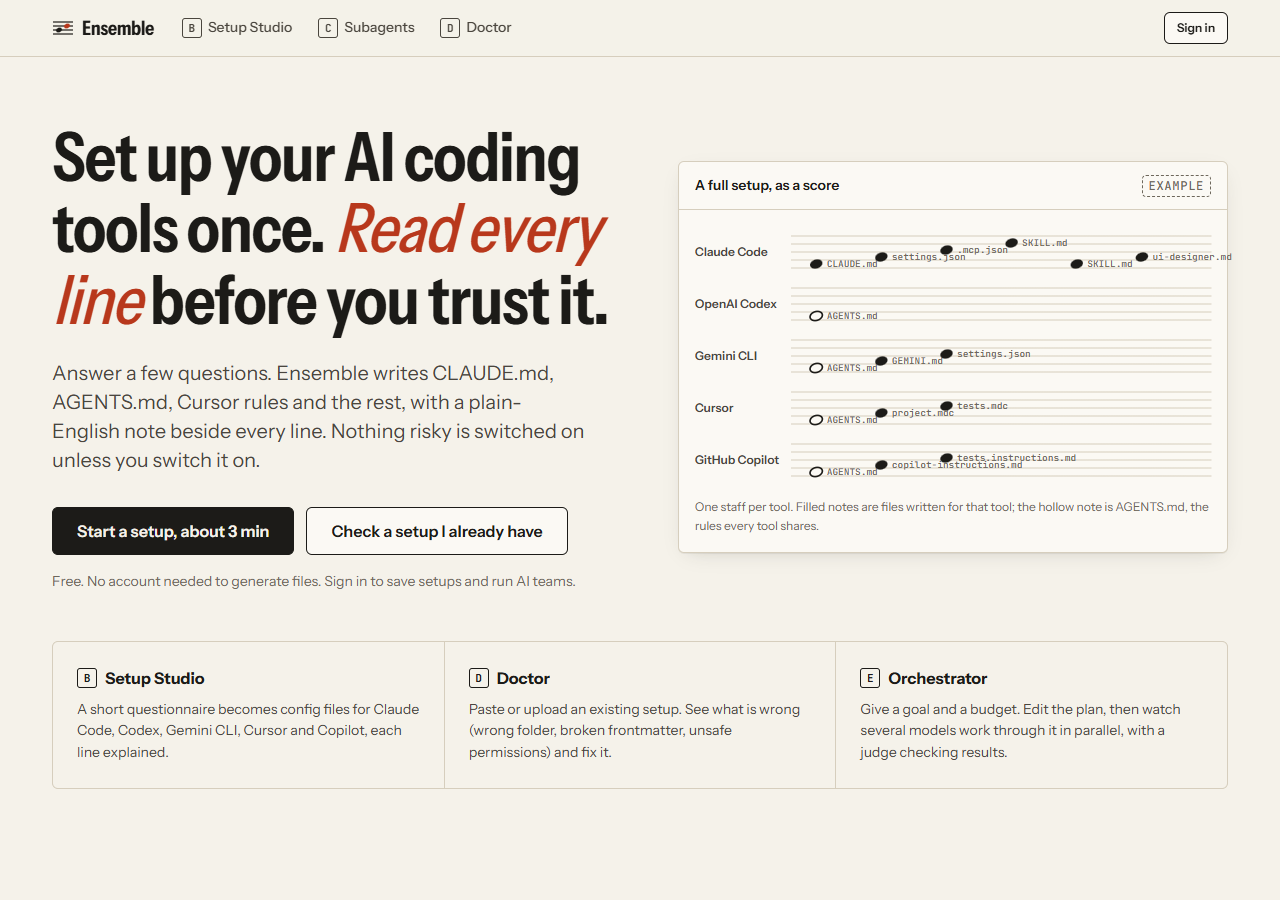 Ensemble
B Setup Studio
C Subagents
D Doctor
Sign in
Set up your AI coding
tools once. Read every
line before you trust it.
Answer a few questions. Ensemble writes CLAUDE.md,
AGENTS.md, Cursor rules and the rest, with a plain-
English note beside every line. Nothing risky is switched on
unless you switch it on.
Start a setup, about 3 min
Check a setup I already have
Free. No account needed to generate files. Sign in to save setups and run AI teams.
A full setup, as a score
EXAMPLE
Claude Code
CLAUDE.md
settings.json
.mcp.json
SKILL.md
SKILL.md
ui-designer.md
OpenAI Codex
AGENTS.md
Gemini CLI
AGENTS.md
GEMINI.md
settings.json
Cursor
AGENTS.md
project.mdc
tests.mdc
GitHub Copilot
AGENTS.md
copilot-instructions.md
tests.instructions.md
One staff per tool. Filled notes are files written for that tool; the hollow note is AGENTS.md, the
rules every tool shares.
B Setup Studio
A short questionnaire becomes config files for Claude
Code, Codex, Gemini CLI, Cursor and Copilot, each
line explained.
D Doctor
Paste or upload an existing setup. See what is wrong
(wrong folder, broken frontmatter, unsafe
permissions) and fix it.
E Orchestrator
Give a goal and a budget. Edit the plan, then watch
several models work through it in parallel, with a
judge checking results.